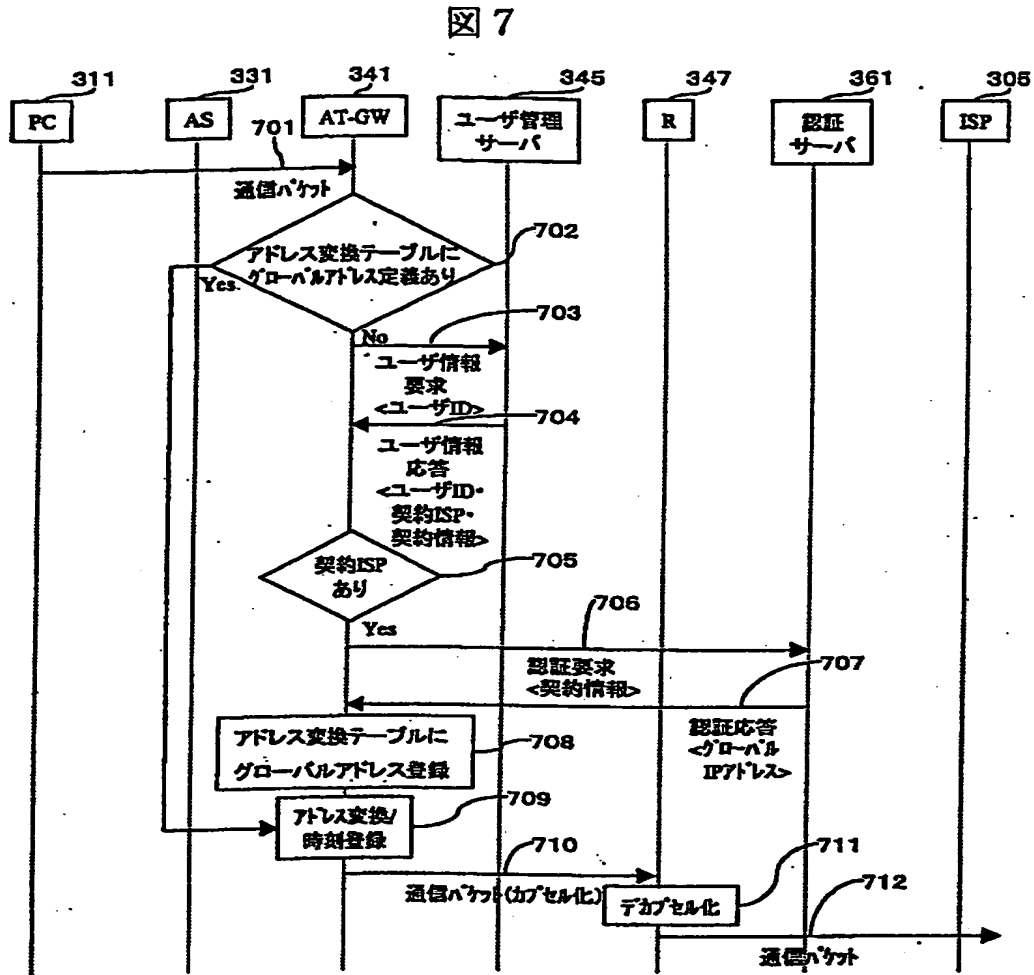 図7
311
331
341
345
347
361
305
PC
AS
AT-GW
ユーザ管理
サーバ
R
認証
サーバ
ISP
701
通信パケット
702
アドレス変換テーブルに
グローバルアドレス定義あり
Yes.
No
703
ユーザ情報
要求
<ユーザID>
704
ユーザ情報
応答
<ユーザID・
契約ISP・
契約情報>
契約ISP
あり
705
Yes
706
認証要求
<契約情報>
707
認証応答
<グローバル
IPアドレス>
アドレス変換テーブルに
グローバルアドレス登録
708
アドレス変換/
時刻登録
709
710
通信パケット(カプセル化)
デカプセル化
711
712
通信パケット